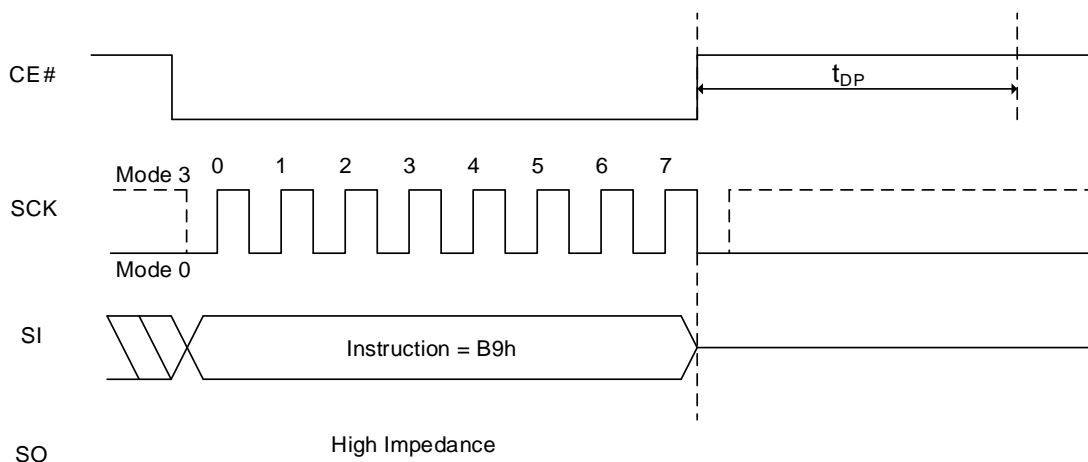 CE#
tDP
0 1 2 3 4 5 6 7
Mode 3
SCK
Mode 0
SI
Instruction = B9h
SO
High Impedance